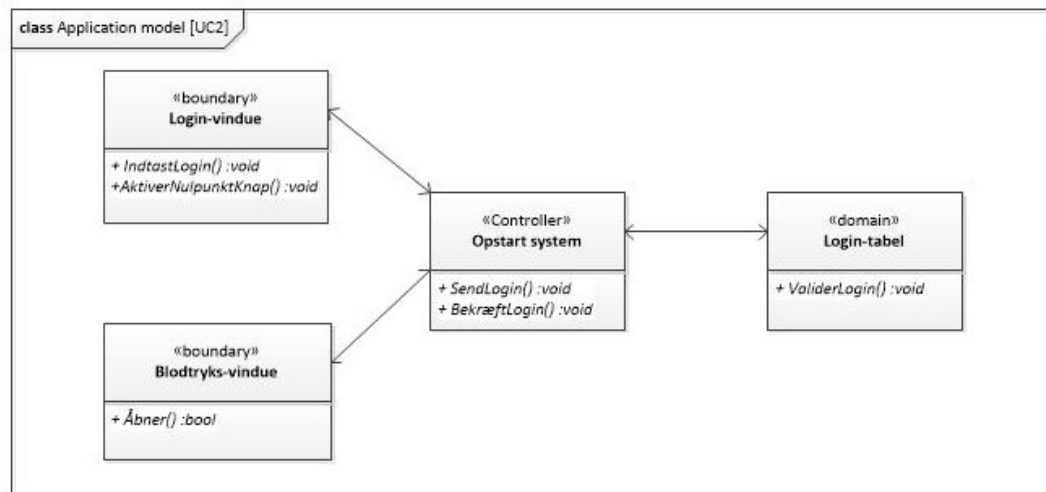 class Application model [UC2]
«boundary»
Login-vindue
+ IndtastLogin() :void
+AktiverNulpunktKnap() :void
«Controller»
Opstart system
+ SendLogin() :void
+ BekræftLogin() :void
«domain»
Login-tabel
+ ValiderLogin() :void
«boundary»
Blodtryks-vindue
+ Åbner() :bool